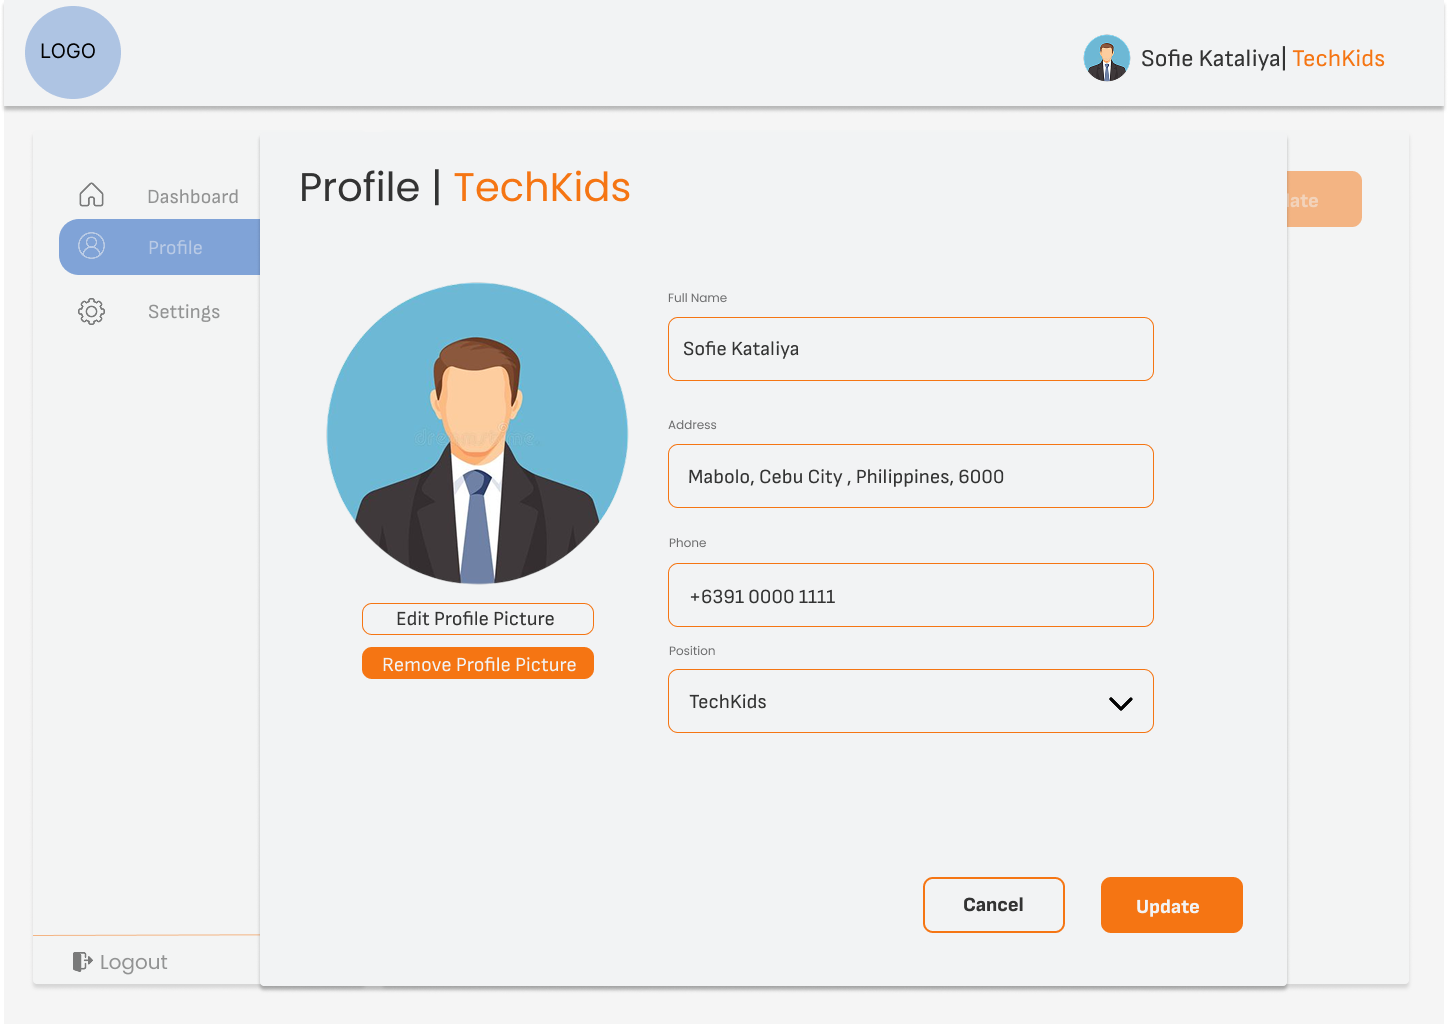 LOGO
Sofie Kataliya| TechKids
Dashboard
Profile
Settings
Logout
Profile | TechKids
Edit Profile Picture
Remove Profile Picture
Full Name
Sofie Kataliya
Address
Mabolo, Cebu City , Philippines, 6000
Phone
+6391 0000 1111
Position
TechKids
Cancel
Update